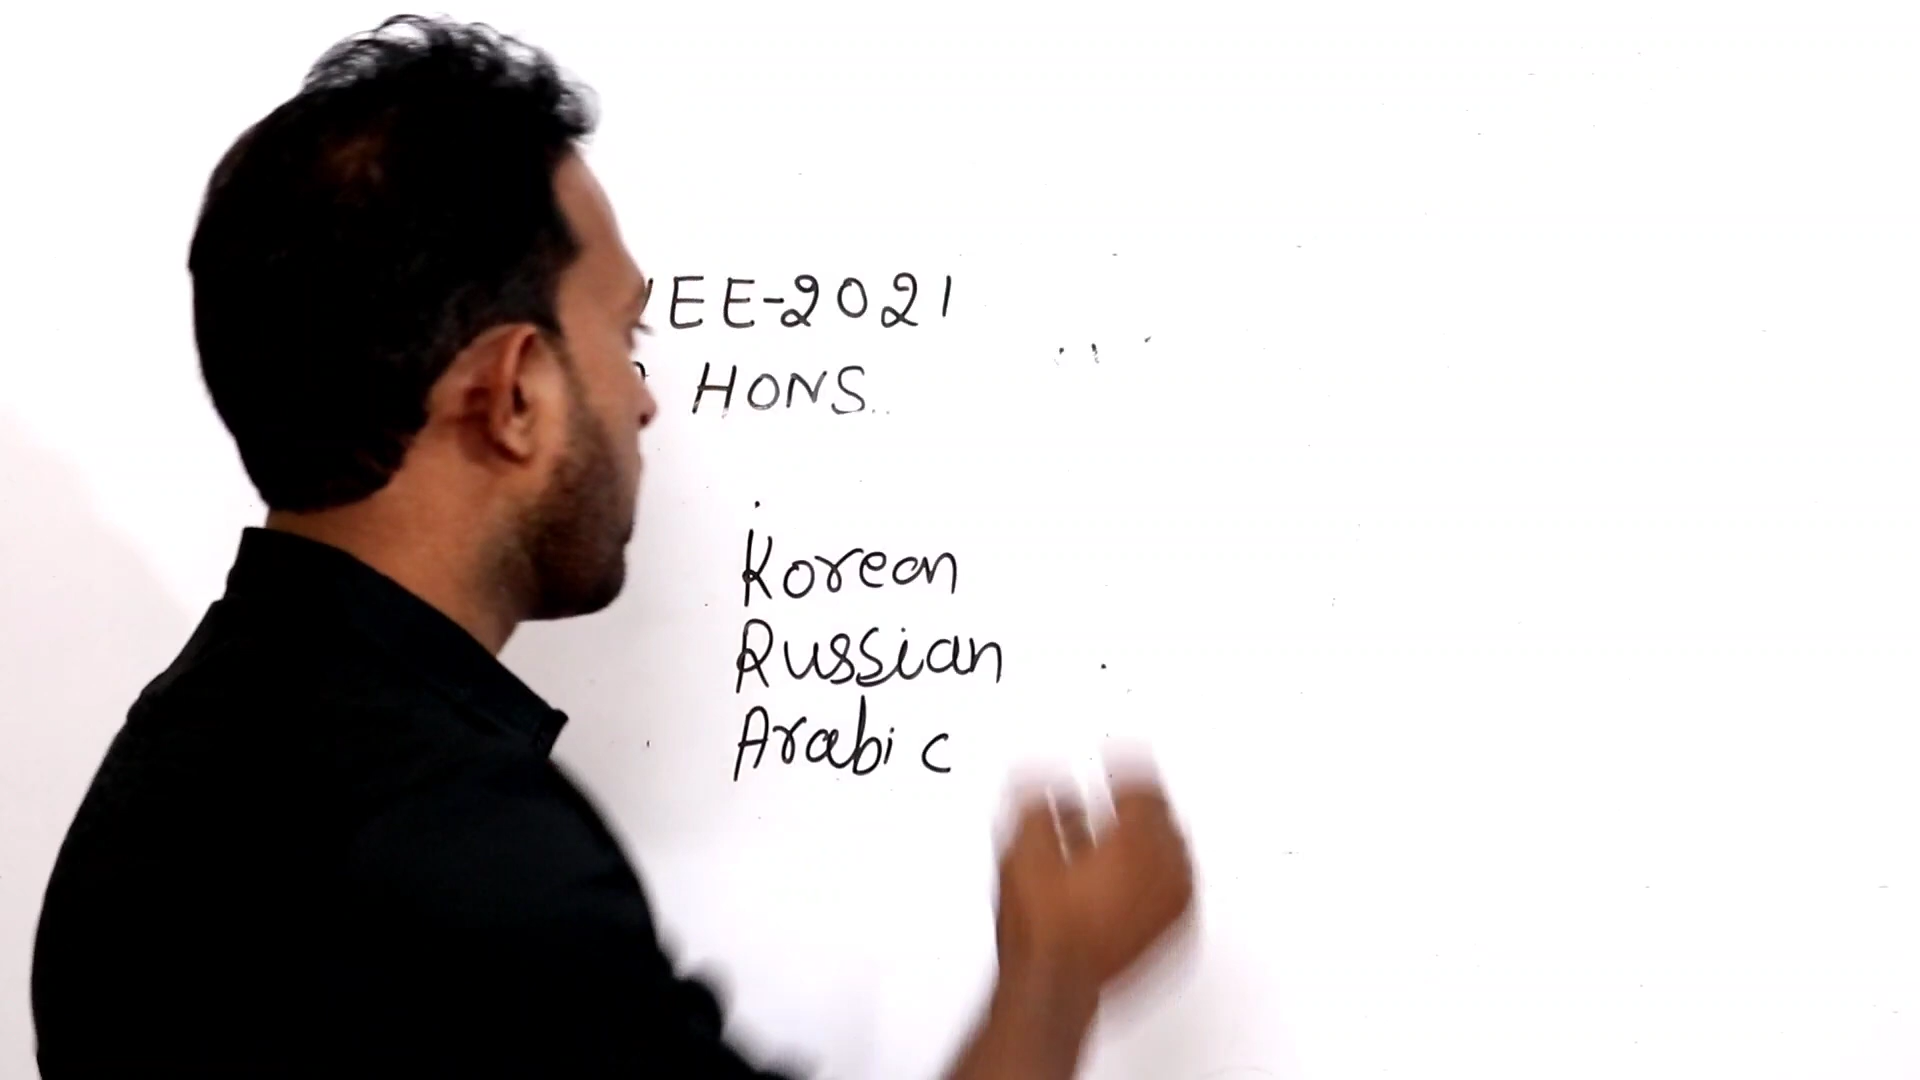 EE-2021
HONS..
Korean
Russian
Arabic